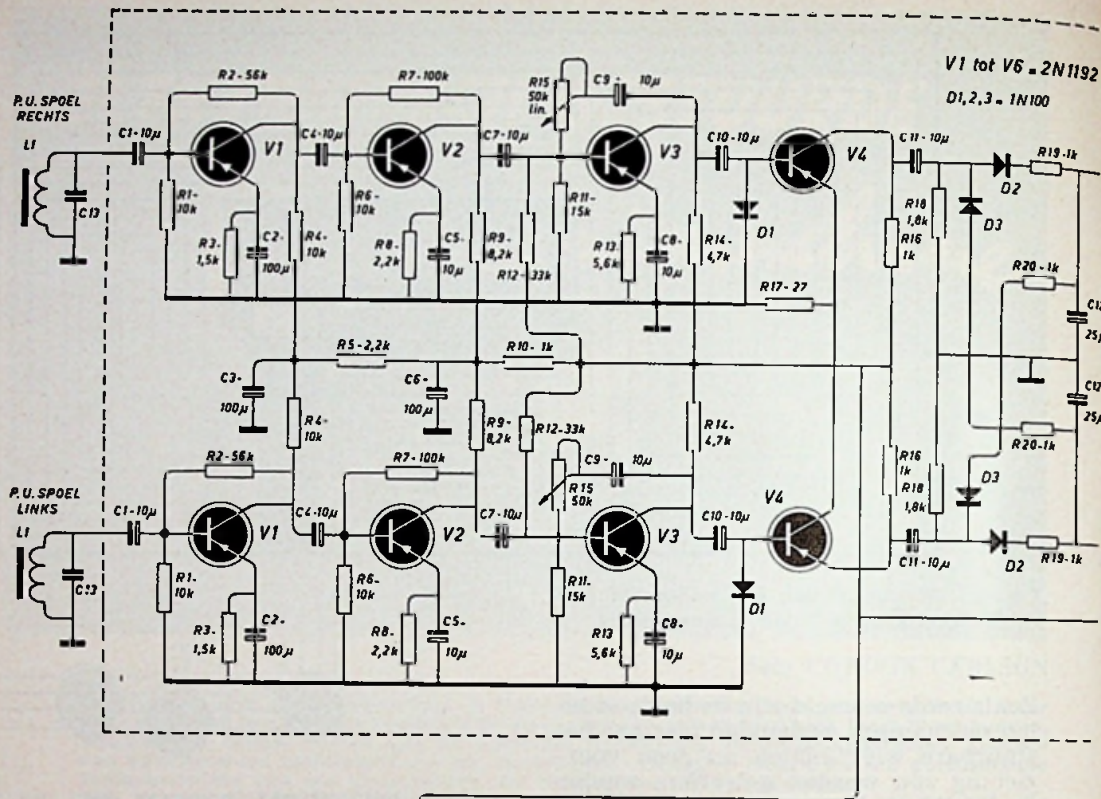 V1 tot V6 = 2N1192
D1,2,3 = 1N100
P.U. SPOEL
RECHTS
L1
C13
C1-10µ
R2-56k
V1
R1-
10k
R3-
1,5k
C2-
100µ
R4-
10k
C4-10µ
R7-100k
V2
R6-
10k
R8-
2,2k
C5-
10µ
R9-
8,2k
C7-10µ
R12-33k
R15
50k
lin.
C9-
10µ
R11-
15k
V3
R13-
5,6k
C8-
10µ
R14-
4,7k
C10-10µ
D1
V4
R17-27
C11-10µ
R16
1k
R18
1,8k
D2
R19-1k
D3
R20-1k
C12
25µ
C3-
100µ
R5-2,2k
C6-
100µ
R10-1k
P.U. SPOEL
LINKS
L1
C13
C1-10µ
R2-56k
V1
R1-
10k
R3-
1,5k
C2-
100µ
R4-
10k
C4-10µ
R7-100k
V2
R6-
10k
R8-
2,2k
C5-
10µ
R9-
8,2k
C7-10µ
R12-33k
R15
50k
C9-
10µ
R11-
15k
V3
R13
5,6k
C8-
10µ
R14-
4,7k
C10-10µ
D1
V4
C11-10µ
R16
1k
R18
1,8k
D2
R19-1k
D3
R20-1k
C12
25µ